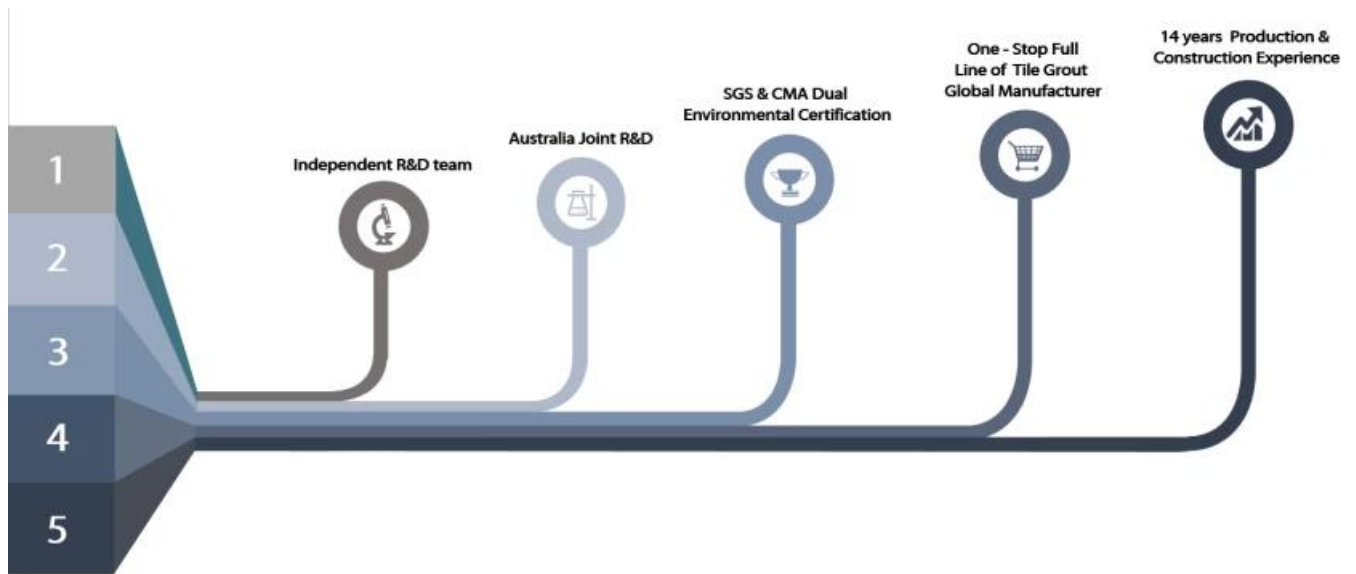 1
2
3
4
5
Independent R&D team
Australia Joint R&D
SGS & CMA Dual
Environmental Certification
One - Stop Full
Line of Tile Grout
Global Manufacturer
14 years Production &
Construction Experience